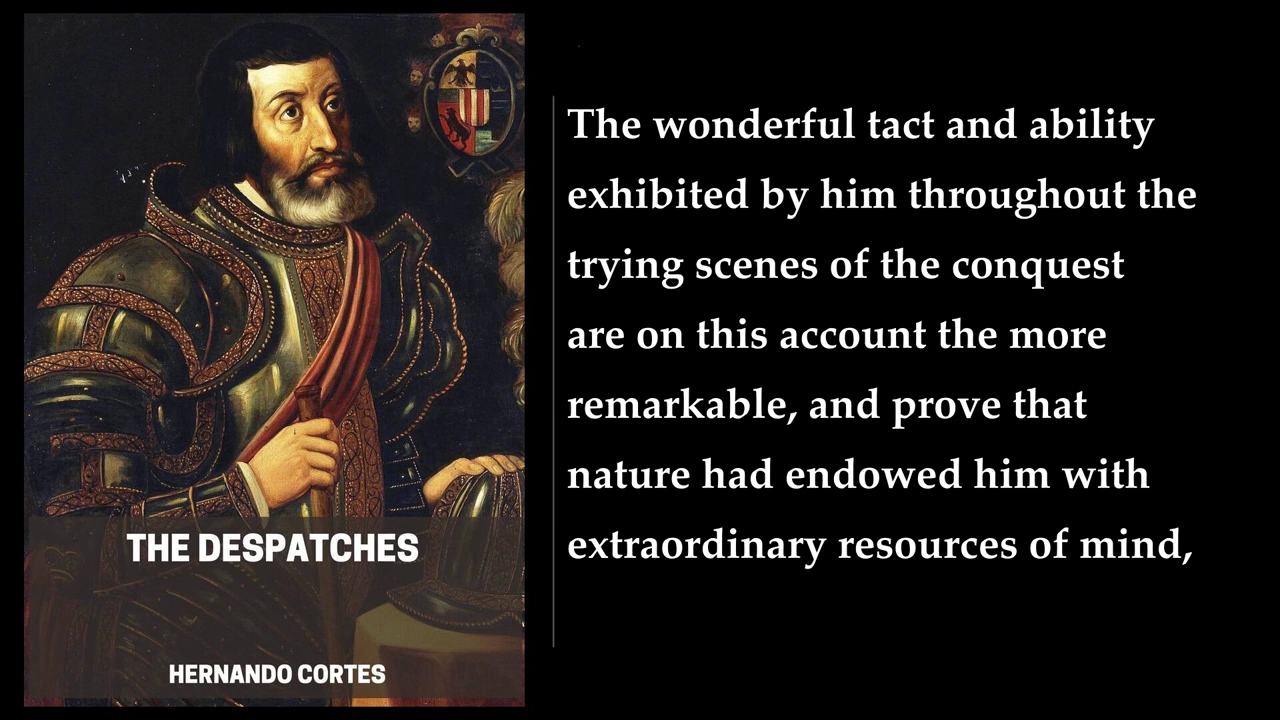 THE DESPATCHES
HERNANDO CORTES
The wonderful tact and ability
exhibited by him throughout the
trying scenes of the conquest
are on this account the more
remarkable, and prove that
nature had endowed him with
extraordinary resources of mind,